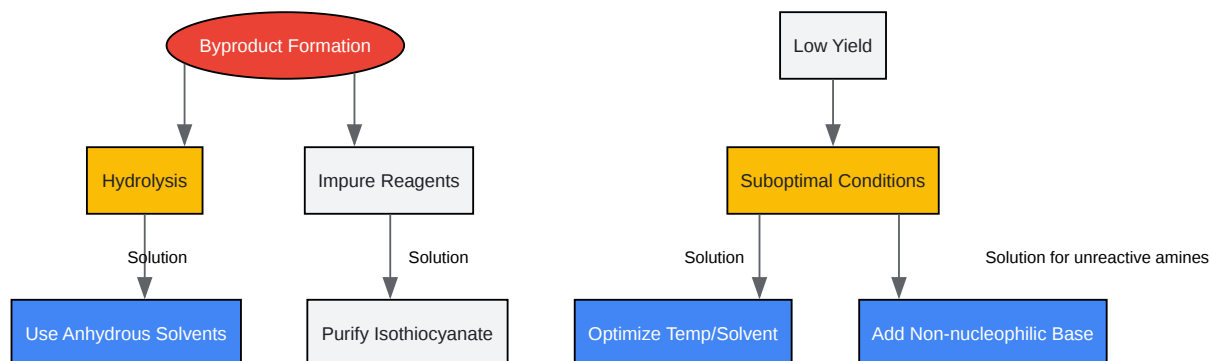 Byproduct Formation
Low Yield
Hydrolysis
Impure Reagents
Suboptimal Conditions
Solution
Solution
Solution
Solution for unreactive amines
Use Anhydrous Solvents
Purify Isothiocyanate
Optimize Temp/Solvent
Add Non-nucleophilic Base